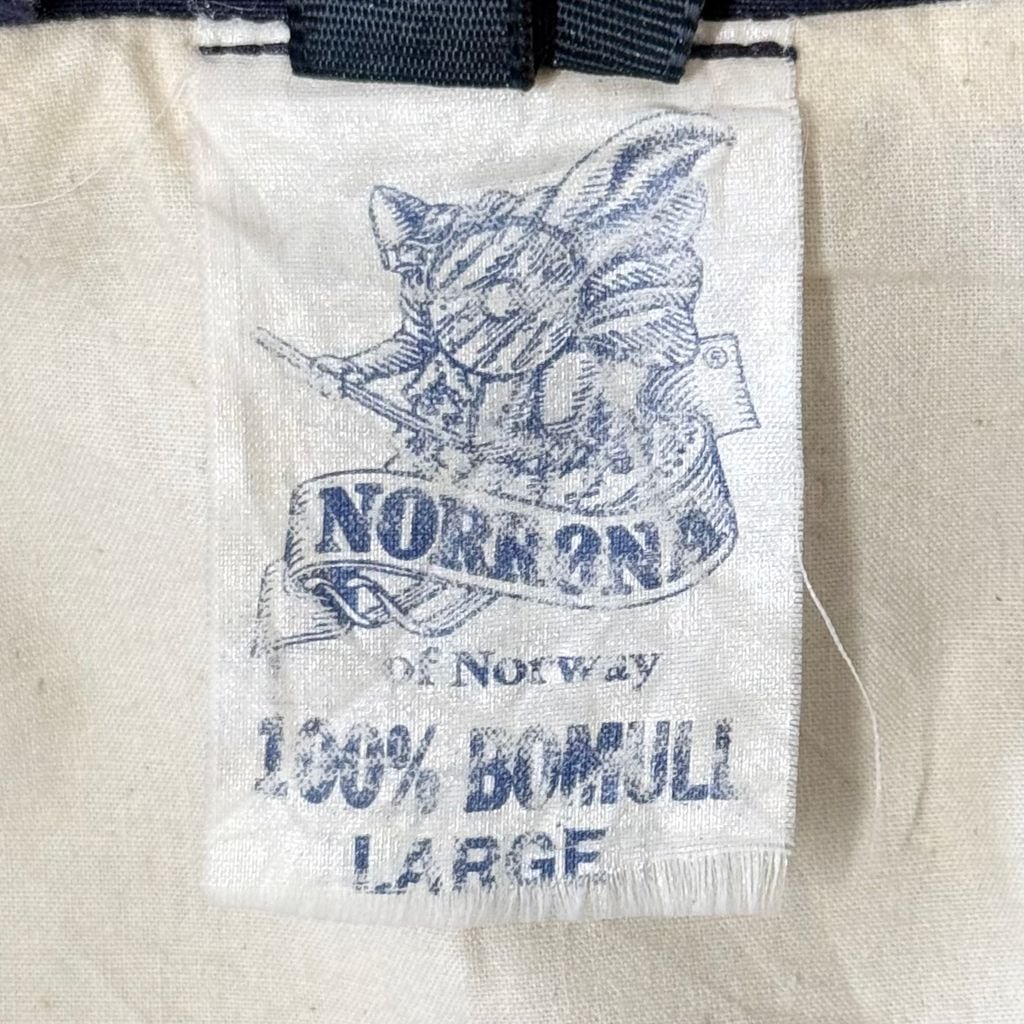 ®
NORRØNA
of Norway
100% BOMULL
LARGE